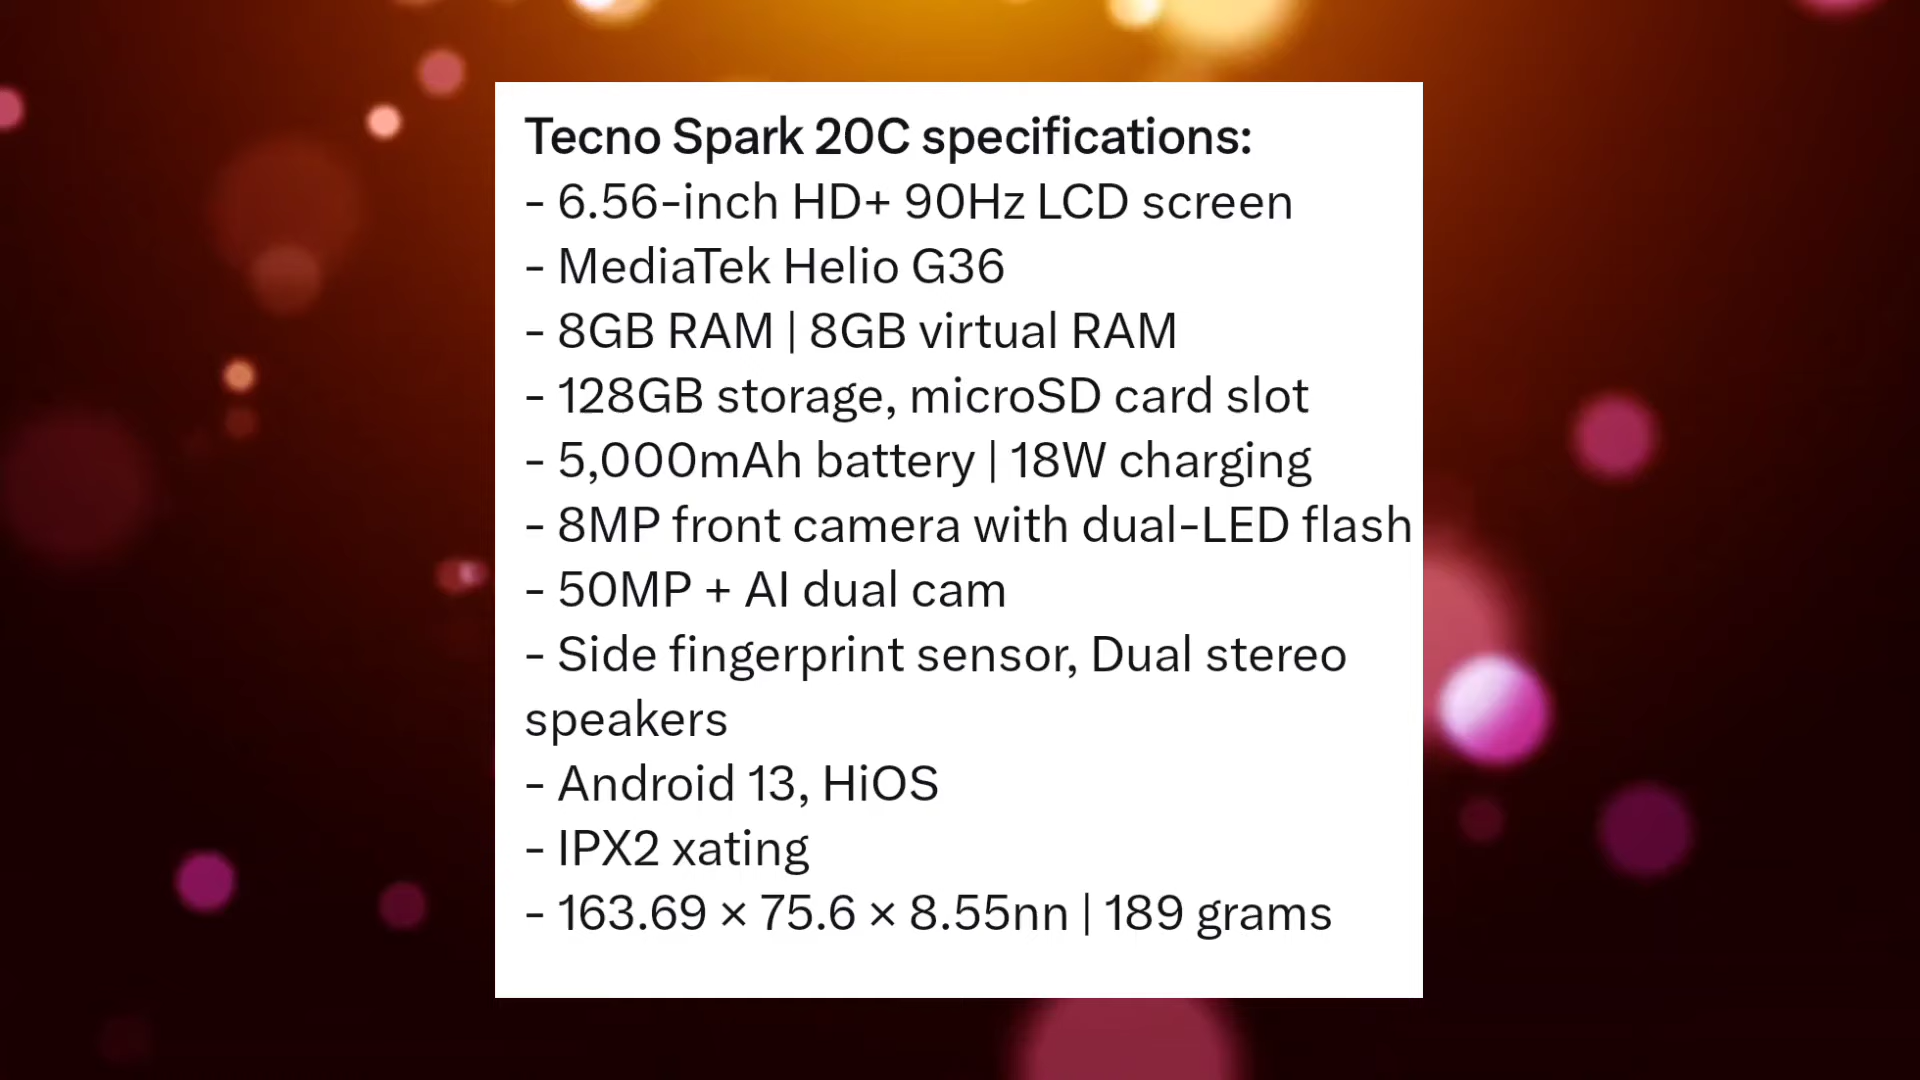 Tecno Spark 20C specifications:
- 6.56-inch HD+ 90Hz LCD screen
- MediaTek Helio G36
- 8GB RAM | 8GB virtual RAM
- 128GB storage, microSD card slot
- 5,000mAh battery | 18W charging
- 8MP front camera with dual-LED flash
- 50MP + AI dual cam
- Side fingerprint sensor, Dual stereo
speakers
- Android 13, HiOS
- IPX2 xating
- 163.69 × 75.6 × 8.55nn | 189 grams